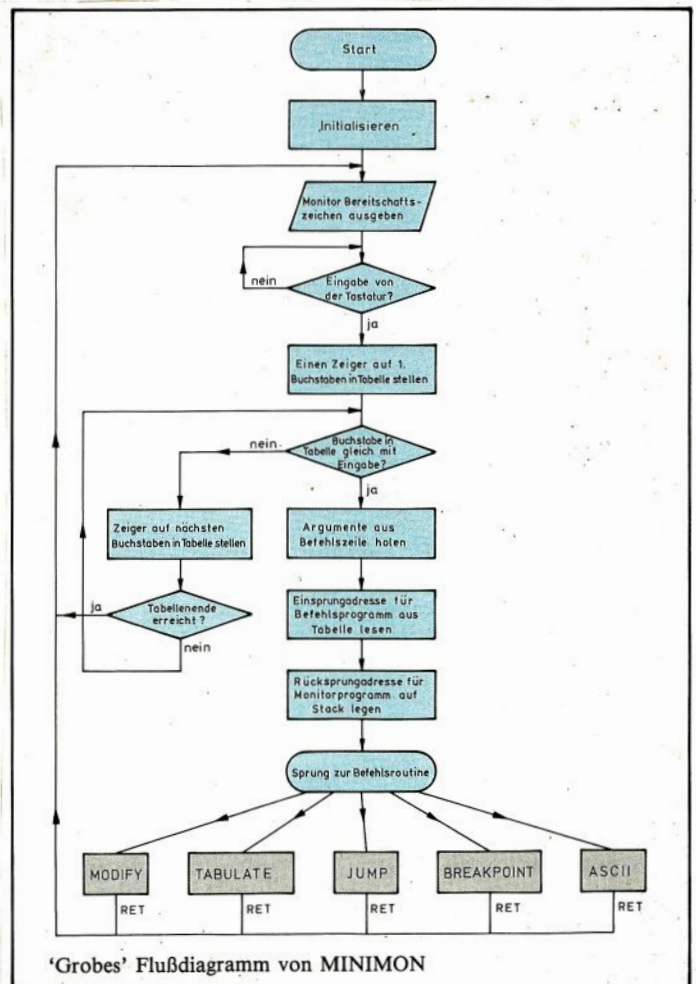 Start
Initialisieren
Monitor Bereitschafts-
zeichen ausgeben
nein
Eingabe von
der Tastatur?
ja
Einen Zeiger auf 1.
Buchstaben in Tabelle stellen
nein
Buchstabe in
Tabelle gleich mit
Eingabe?
ja
Zeiger auf nächsten
Buchstaben in Tabelle stellen
Argumente aus
Befehlszeile holen
ja
Tabellenende
erreicht?
nein
Einsprungadresse für
Befehlsprogramm aus
Tabelle lesen
Rücksprungadresse für
Monitorprogramm auf
Stack legen
Sprung zur Befehlsroutine
MODIFY
TABULATE
JUMP
BREAKPOINT
ASCII
RET
RET
RET
RET
RET
'Grobes' Flußdiagramm von MINIMON